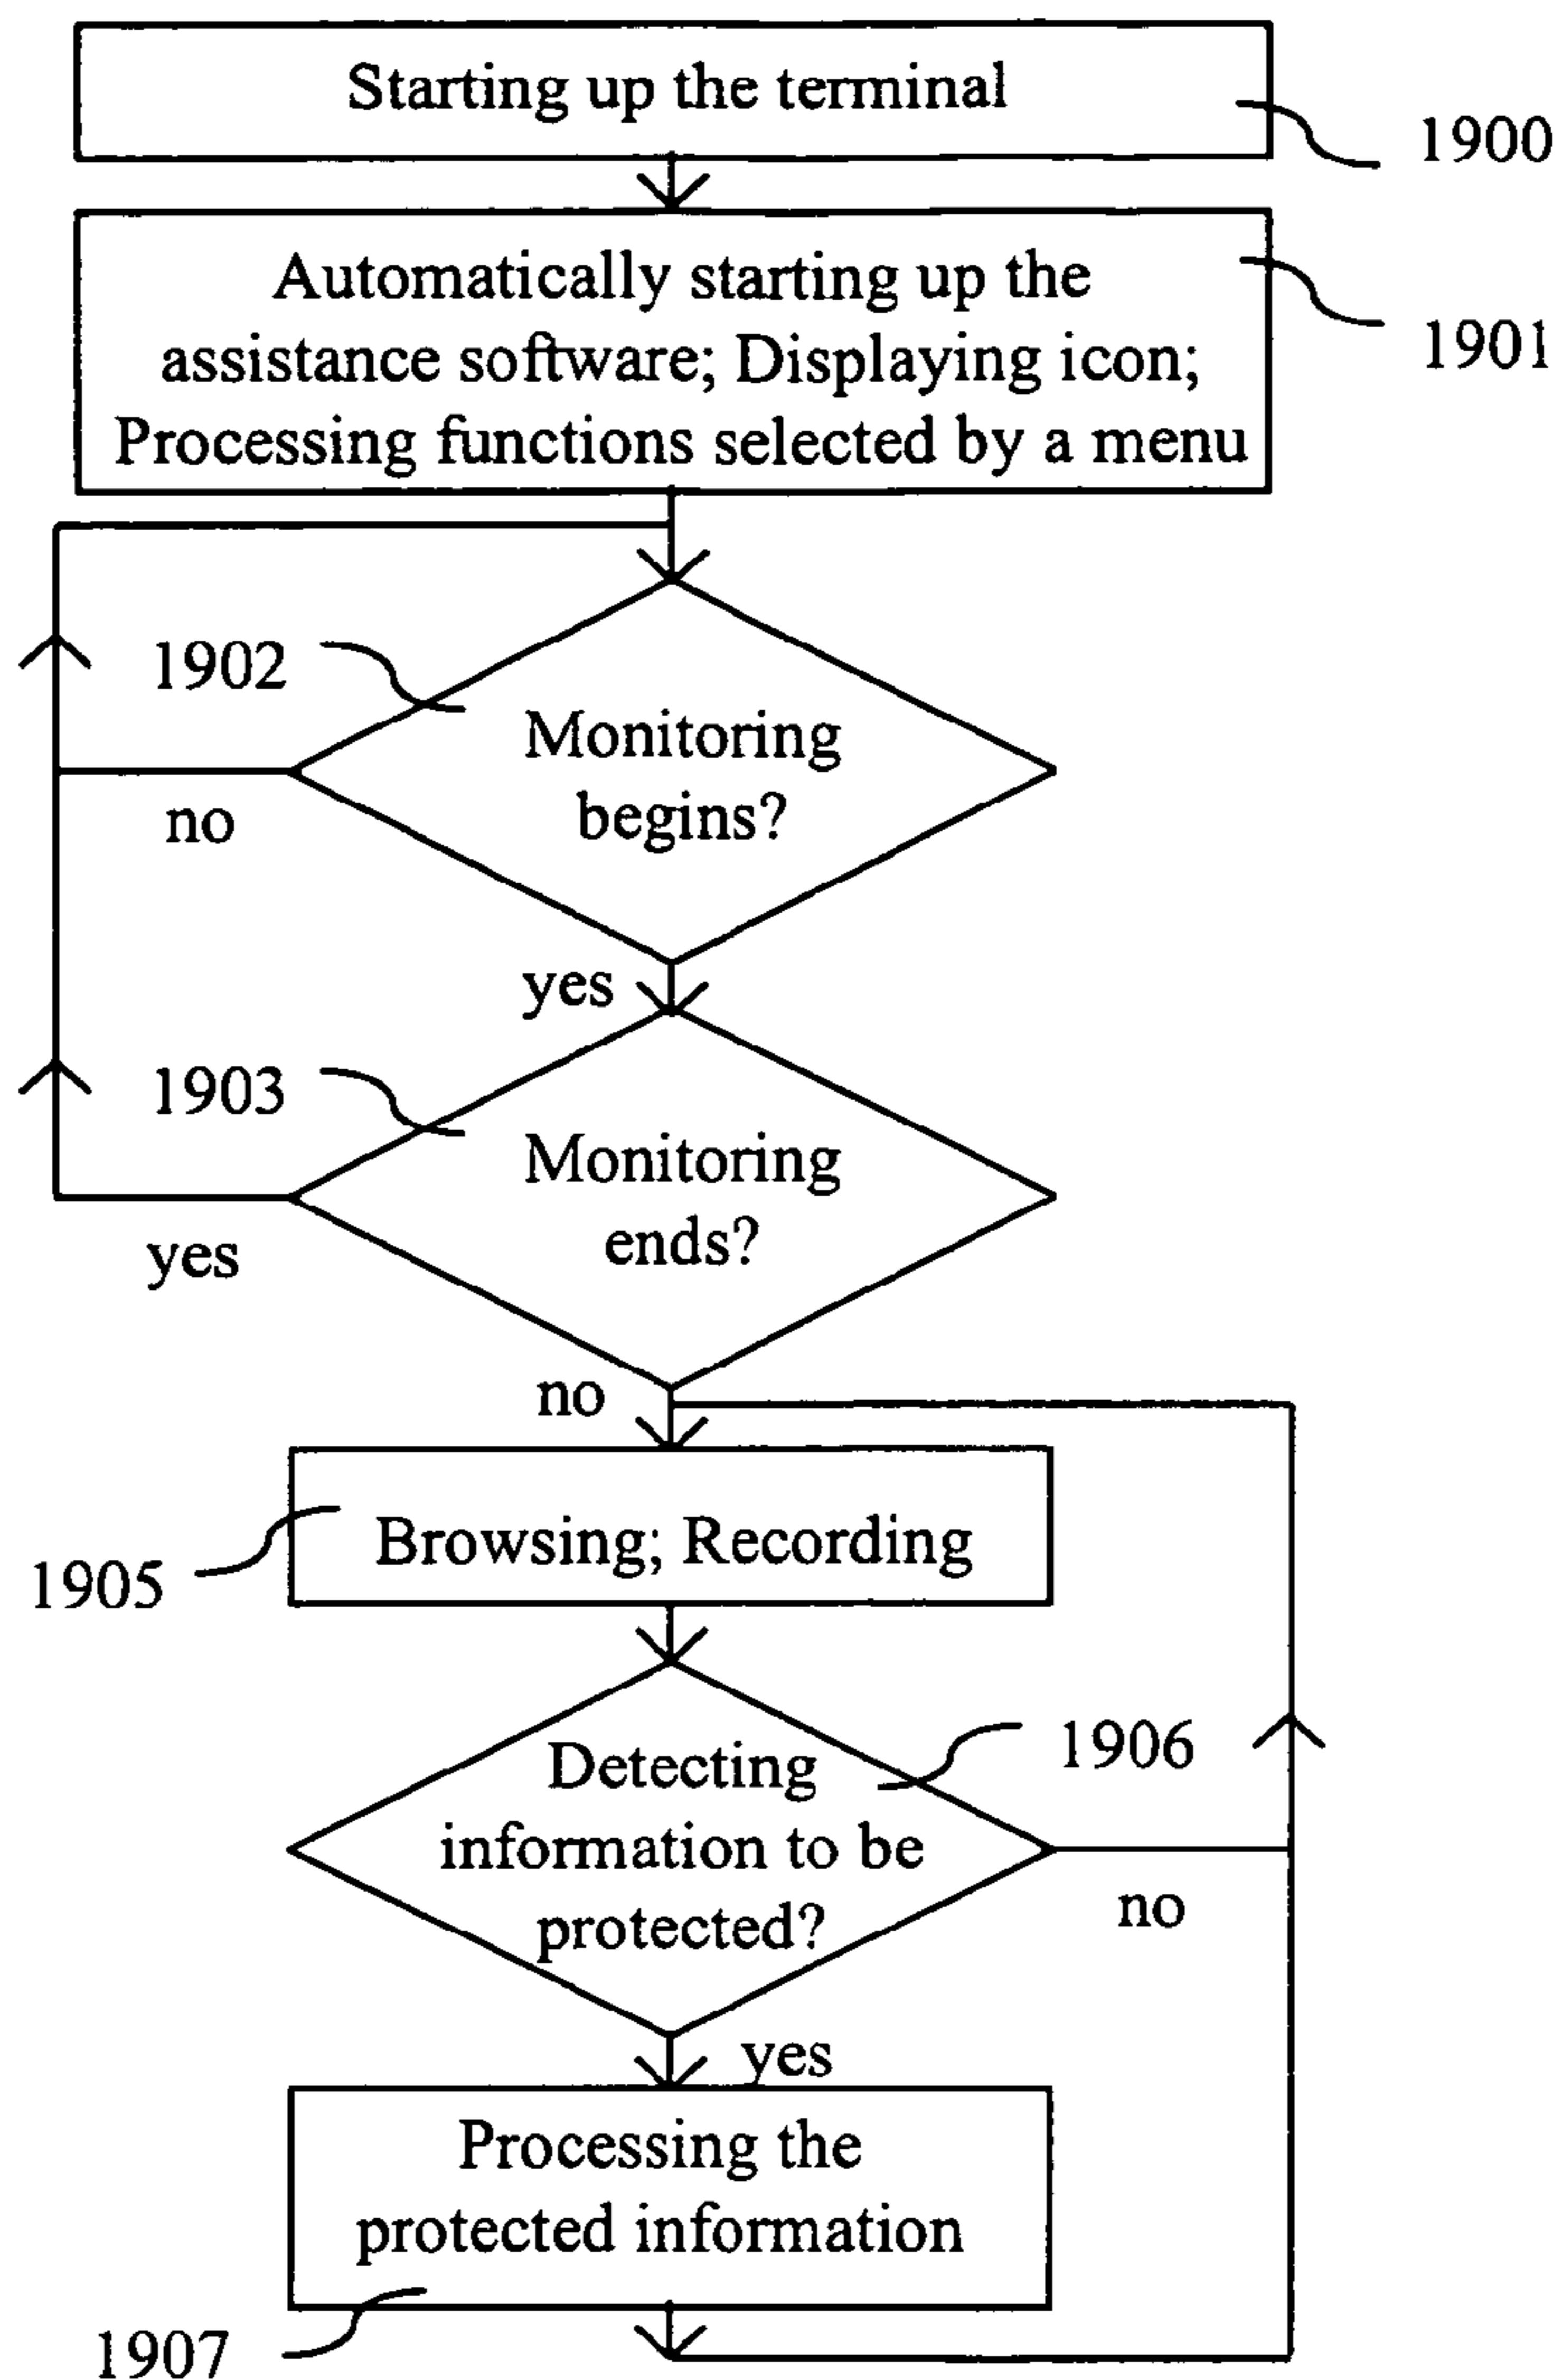 Starting up the terminal
1900
Automatically starting up the
assistance software; Displaying icon;
Processing functions selected by a menu
1901
1902
Monitoring
begins?
no
yes
1903
Monitoring
ends?
yes
no
Browsing; Recording
1905
1906
Detecting
information to be
protected?
no
yes
Processing the
protected information
1907